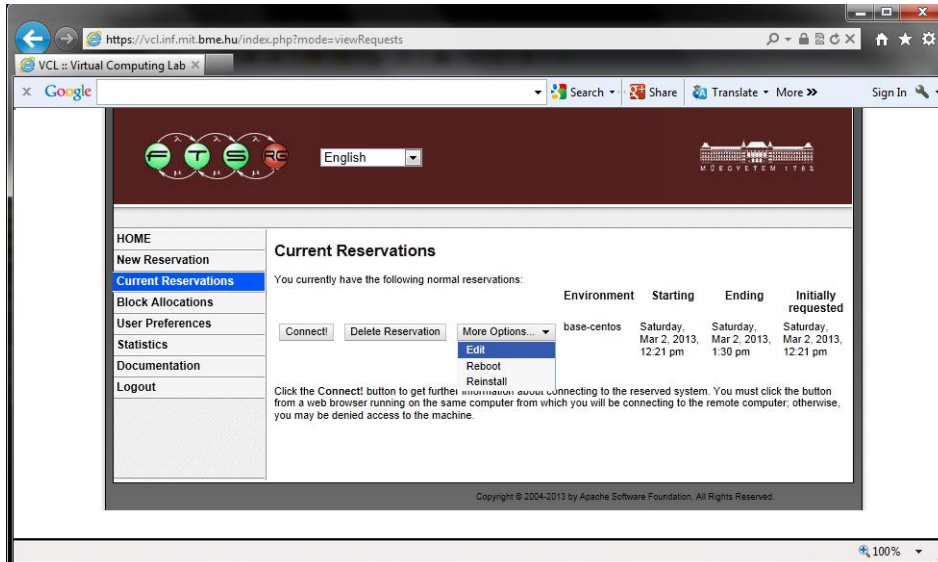 https://vcl.inf.mit.bme.hu/index.php?mode=viewRequests
VCL :: Virtual Computing Lab
x Google Search Share Translate More » Sign In
F T S RG
λ λ λ
μ μ μ
English
MŰEGYETEM 1782
HOME
New Reservation
Current Reservations
Block Allocations
User Preferences
Statistics
Documentation
Logout
Current Reservations
You currently have the following normal reservations:
Environment Starting Ending Initially
requested
Connect! Delete Reservation More Options... base-centos Saturday, Saturday, Saturday,
Mar 2, 2013, Mar 2, 2013, Mar 2, 2013,
12:21 pm 1:30 pm 12:21 pm
Edit
Reboot
Reinstall
Click the Connect! button to get further information about connecting to the reserved system. You must click the button
from a web browser running on the same computer from which you will be connecting to the remote computer; otherwise,
you may be denied access to the machine.
Copyright © 2004-2013 by Apache Software Foundation, All Rights Reserved.
100%